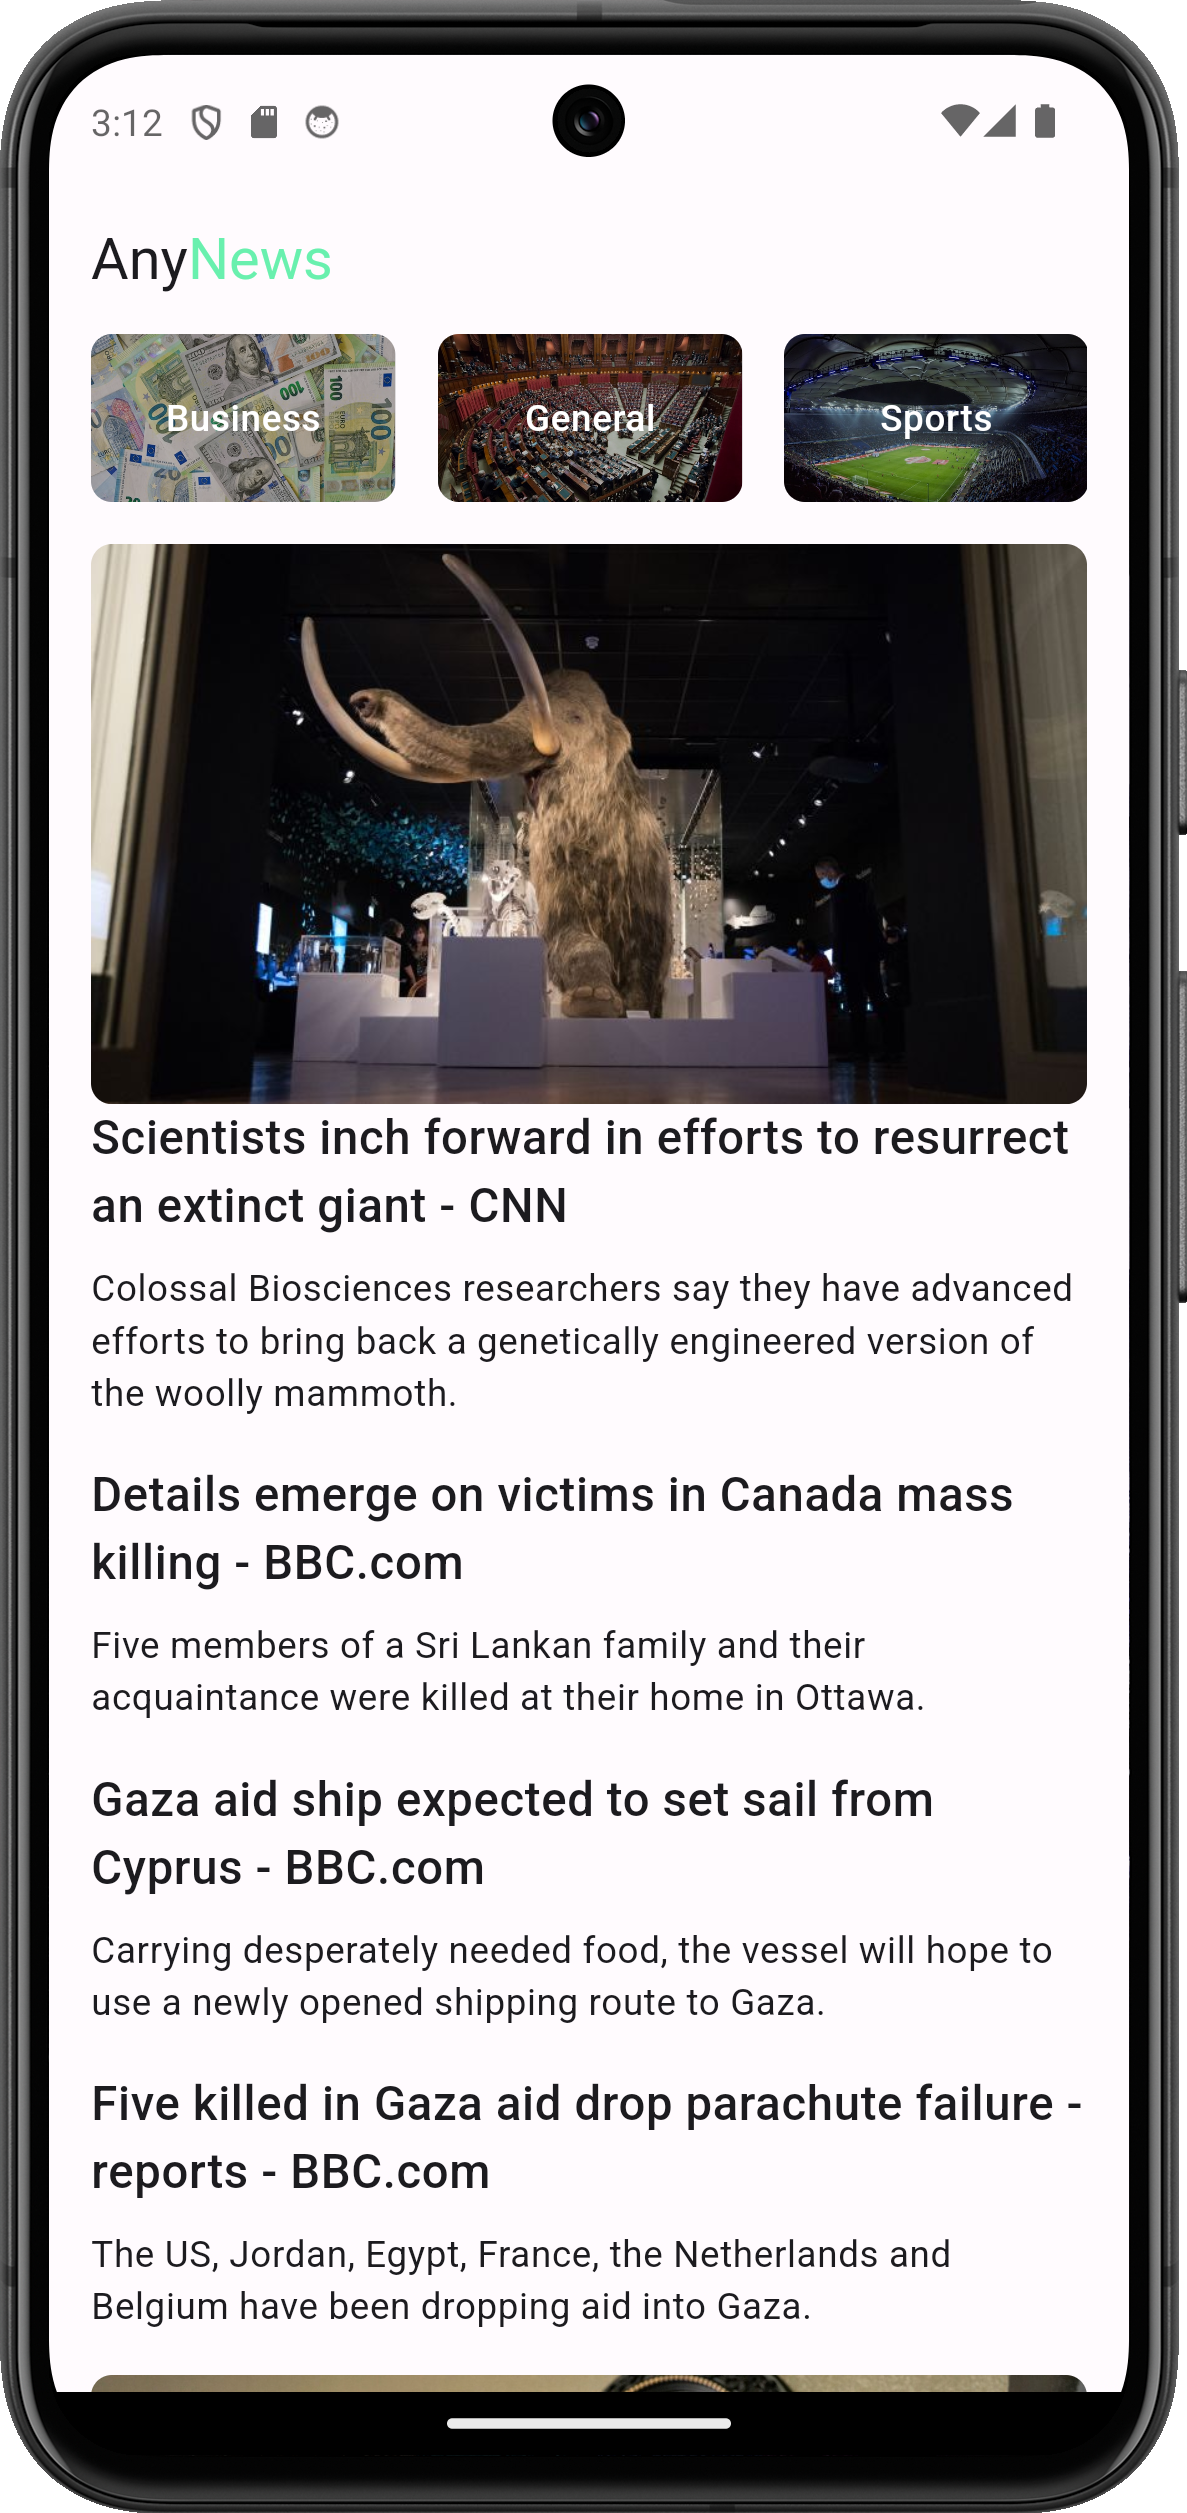 3:12
AnyNews
Business
General
Sports
Scientists inch forward in efforts to resurrect
an extinct giant - CNN
Colossal Biosciences researchers say they have advanced
efforts to bring back a genetically engineered version of
the woolly mammoth.
Details emerge on victims in Canada mass
killing - BBC.com
Five members of a Sri Lankan family and their
acquaintance were killed at their home in Ottawa.
Gaza aid ship expected to set sail from
Cyprus - BBC.com
Carrying desperately needed food, the vessel will hope to
use a newly opened shipping route to Gaza.
Five killed in Gaza aid drop parachute failure -
reports - BBC.com
The US, Jordan, Egypt, France, the Netherlands and
Belgium have been dropping aid into Gaza.